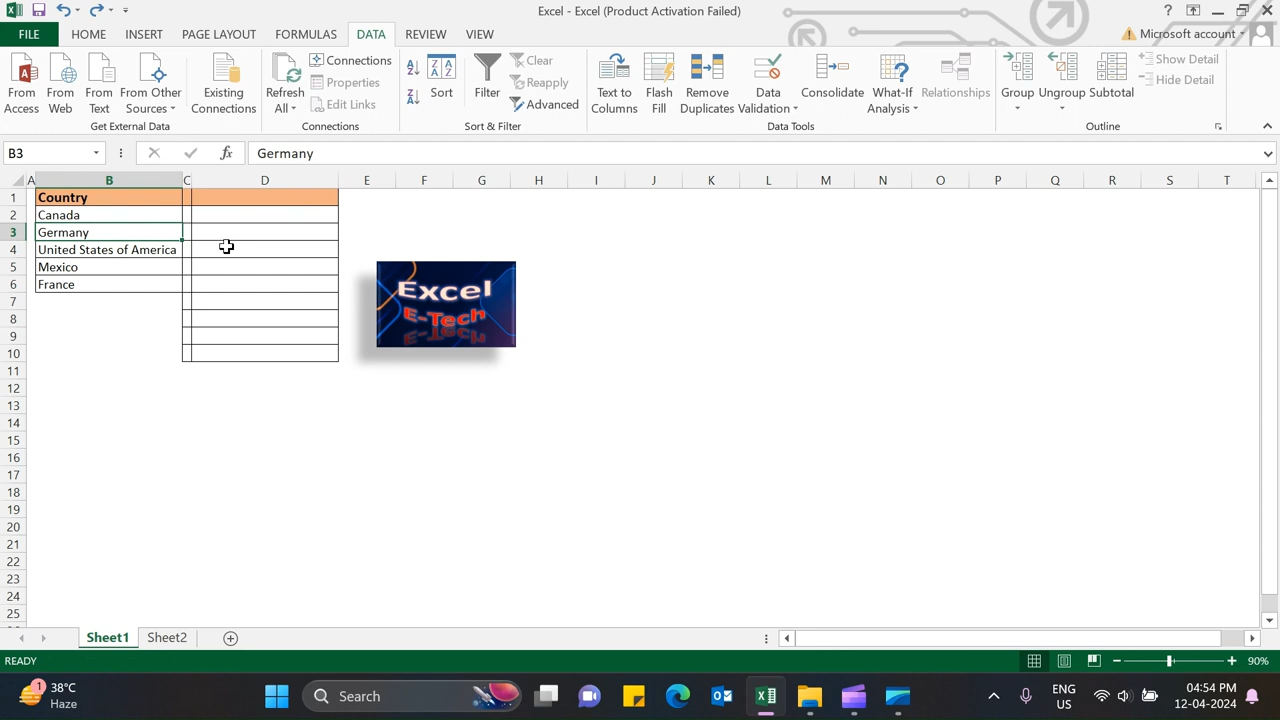 Excel - Excel (Product Activation Failed)
FILE HOME INSERT PAGE LAYOUT FORMULAS DATA REVIEW VIEW Microsoft account
From Access
From Web
From Text
From Other Sources
Existing Connections
Get External Data
Refresh All
Connections
Properties
Edit Links
Connections
Sort
Filter
Clear
Reapply
Advanced
Sort & Filter
Text to Columns
Flash Fill
Remove Duplicates
Data Validation
Consolidate
What-If Analysis
Relationships
Data Tools
Group
Ungroup
Subtotal
Show Detail
Hide Detail
Outline
B3 fx Germany
A B C D E F G H I J K L M N O P Q R S T
1 Country
2 Canada
3 Germany
4 United States of America
5 Mexico
6 France
7
8
9
10
11
12
13
14
15
16
17
18
19
20
21
22
23
24
25
Excel
E-Tech
Sheet1 Sheet2
READY 90%
1
38°C
Haze
Search
ENG
US
04:54 PM
12-04-2024